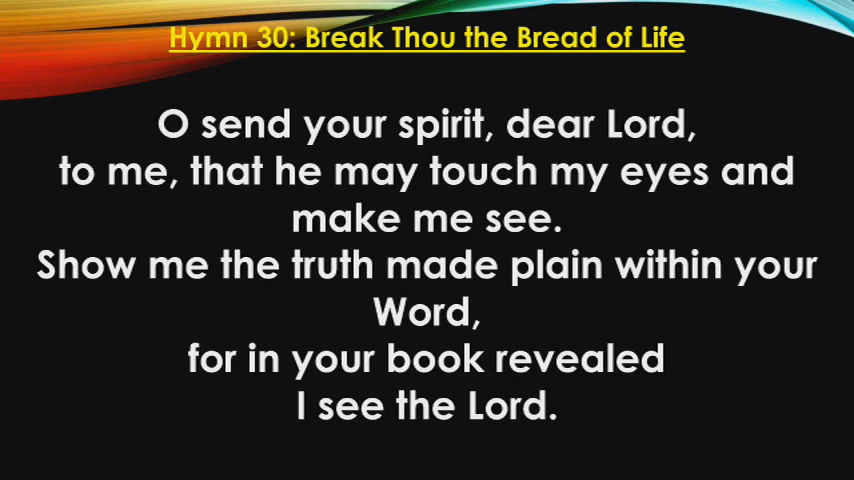 Hymn 30: Break Thou the Bread of Life
O send your spirit, dear Lord,
to me, that he may touch my eyes and
make me see.
Show me the truth made plain within your
Word,
for in your book revealed
I see the Lord.